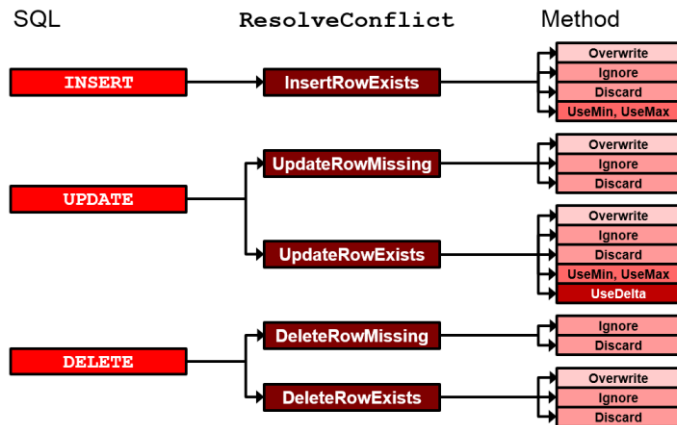 SQL ResolveConflict Method
INSERT
InsertRowExists
Overwrite
Ignore
Discard
UseMin, UseMax
UPDATE
UpdateRowMissing
Overwrite
Ignore
Discard
UpdateRowExists
Overwrite
Ignore
Discard
UseMin, UseMax
UseDelta
DELETE
DeleteRowMissing
Ignore
Discard
DeleteRowExists
Overwrite
Ignore
Discard